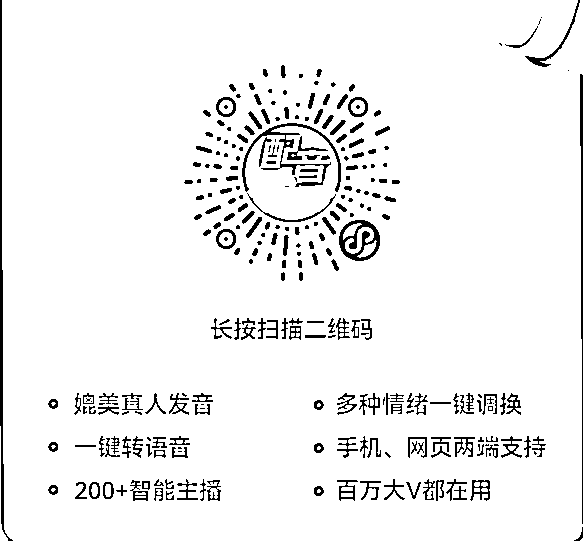 配音
长按扫描二维码
媲美真人发音
多种情绪一键调换
一键转语音
手机、网页两端支持
200+智能主播
百万大V都在用